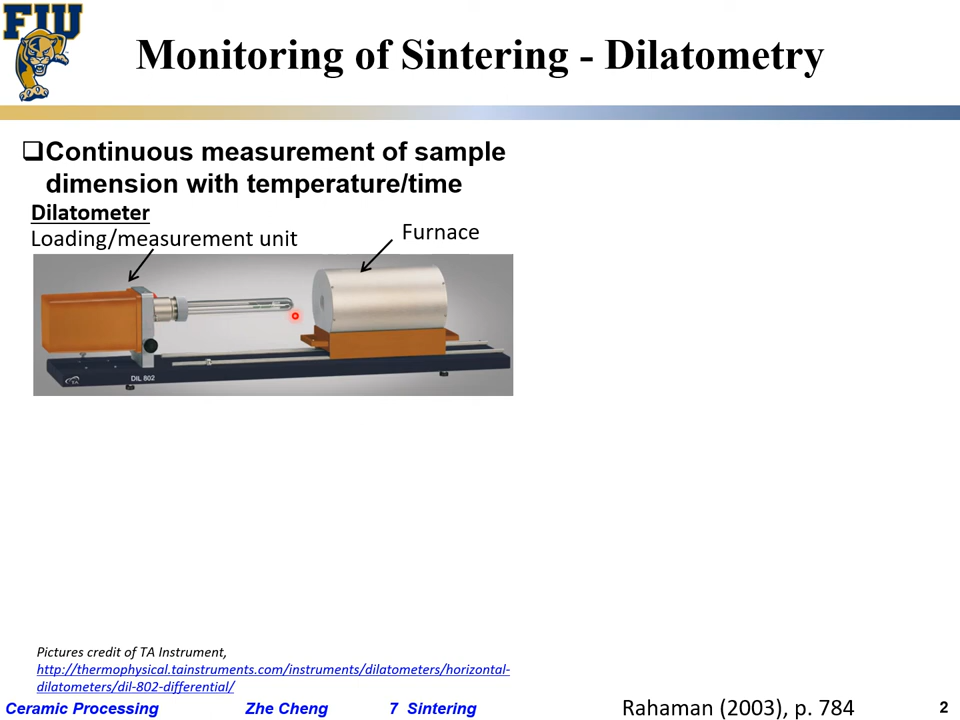 FIU
Monitoring of Sintering - Dilatometry
❑Continuous measurement of sample
dimension with temperature/time
Dilatometer
Loading/measurement unit
Furnace
TA
DIL 802
Pictures credit of TA Instrument,
http://thermophysical.tainstruments.com/instruments/dilatometers/horizontal-
dilatometers/dil-802-differential/
Ceramic Processing Zhe Cheng 7 Sintering Rahaman (2003), p. 784 2